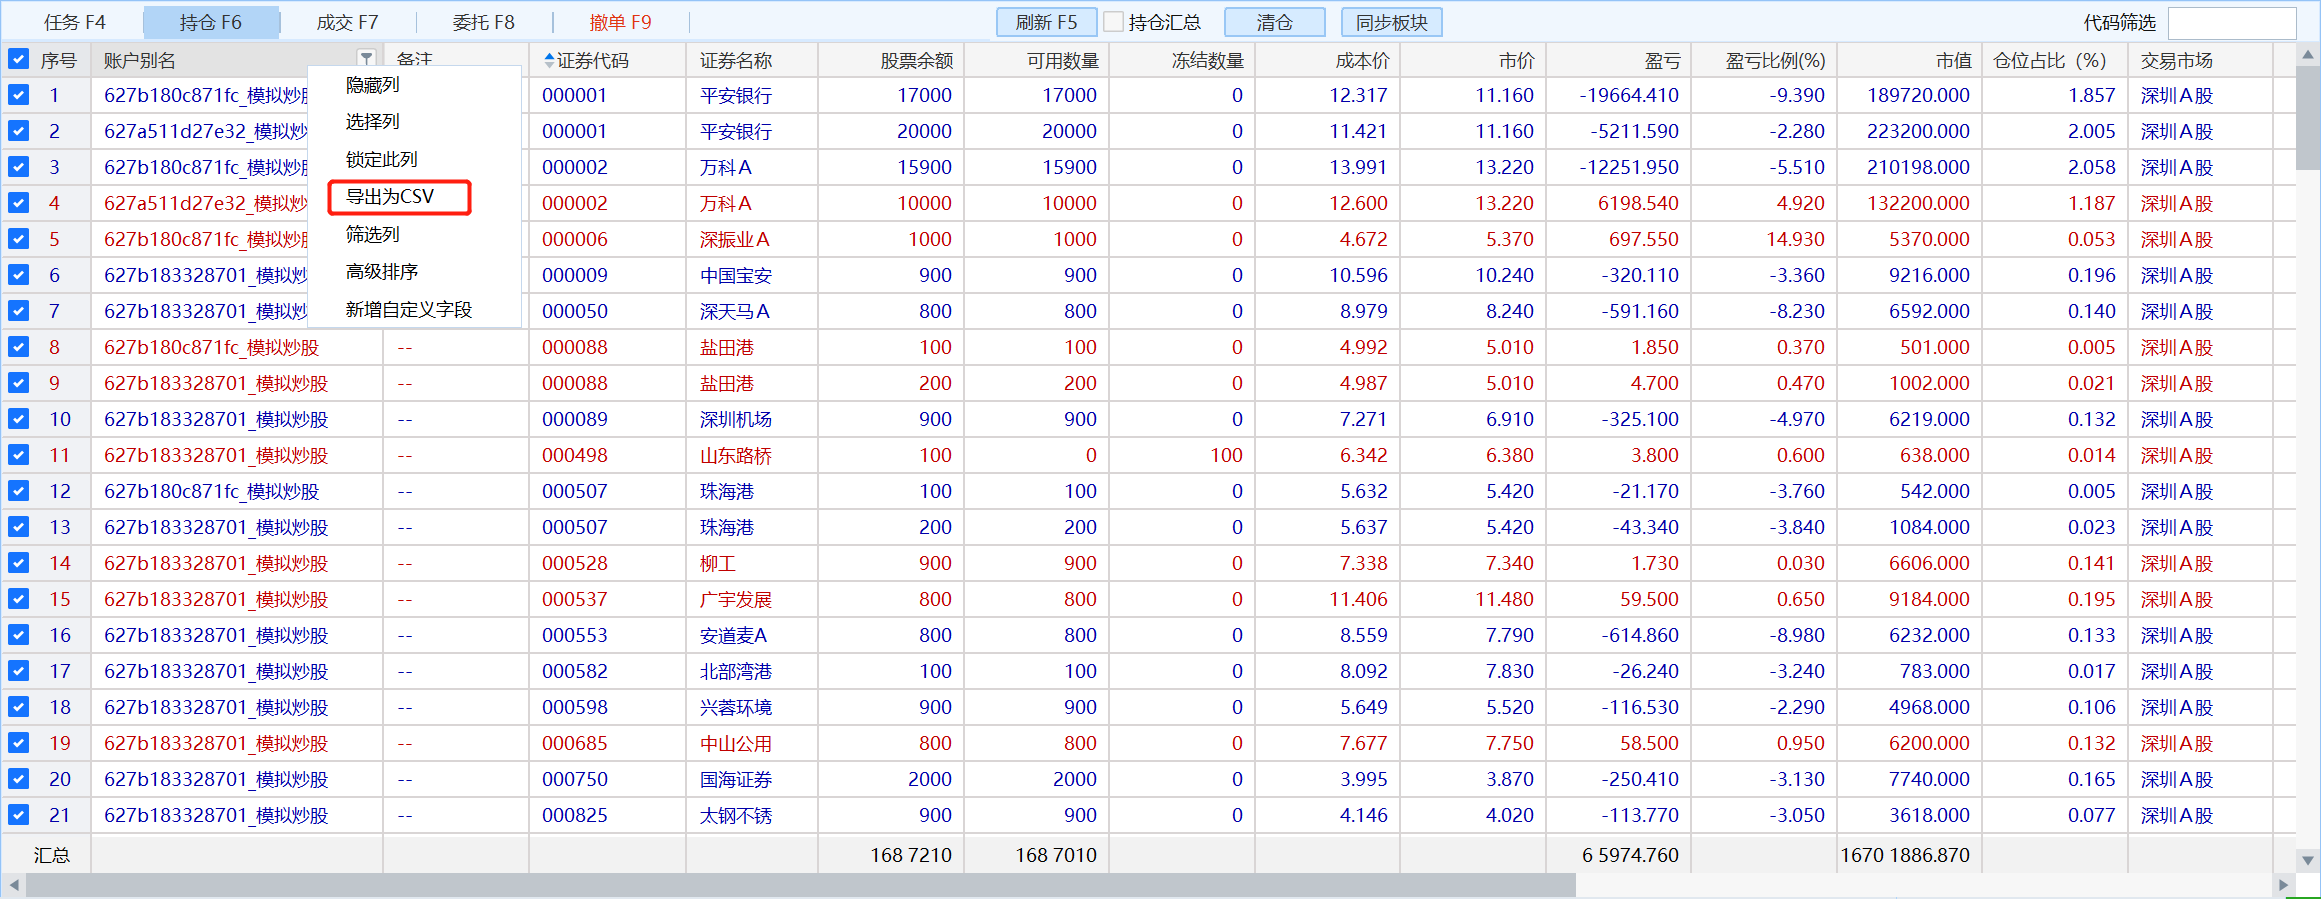 任务 F4 持仓 F6 成交 F7 委托 F8 撤单 F9 刷新 F5 持仓汇总 清仓 同步板块 代码筛选
序号 账户别名 备注 证券代码 证券名称 股票余额 可用数量 冻结数量 成本价 市价 盈亏 盈亏比例(%) 市值 仓位占比（%） 交易市场
隐藏列
选择列
锁定此列
导出为CSV
筛选列
高级排序
新增自定义字段
1 627b180c871fc_模拟炒 000001 平安银行 17000 17000 0 12.317 11.160 -19664.410 -9.390 189720.000 1.857 深圳A股
2 627a511d27e32_模拟炒 000001 平安银行 20000 20000 0 11.421 11.160 -5211.590 -2.280 223200.000 2.005 深圳A股
3 627b180c871fc_模拟炒 000002 万科A 15900 15900 0 13.991 13.220 -12251.950 -5.510 210198.000 2.058 深圳A股
4 627a511d27e32_模拟炒 000002 万科A 10000 10000 0 12.600 13.220 6198.540 4.920 132200.000 1.187 深圳A股
5 627b180c871fc_模拟炒 000006 深振业A 1000 1000 0 4.672 5.370 697.550 14.930 5370.000 0.053 深圳A股
6 627b183328701_模拟炒 000009 中国宝安 900 900 0 10.596 10.240 -320.110 -3.360 9216.000 0.196 深圳A股
7 627b183328701_模拟炒 000050 深天马A 800 800 0 8.979 8.240 -591.160 -8.230 6592.000 0.140 深圳A股
8 627b180c871fc_模拟炒股 -- 000088 盐田港 100 100 0 4.992 5.010 1.850 0.370 501.000 0.005 深圳A股
9 627b183328701_模拟炒股 -- 000088 盐田港 200 200 0 4.987 5.010 4.700 0.470 1002.000 0.021 深圳A股
10 627b183328701_模拟炒股 -- 000089 深圳机场 900 900 0 7.271 6.910 -325.100 -4.970 6219.000 0.132 深圳A股
11 627b183328701_模拟炒股 -- 000498 山东路桥 100 0 100 6.342 6.380 3.800 0.600 638.000 0.014 深圳A股
12 627b180c871fc_模拟炒股 -- 000507 珠海港 100 100 0 5.632 5.420 -21.170 -3.760 542.000 0.005 深圳A股
13 627b183328701_模拟炒股 -- 000507 珠海港 200 200 0 5.637 5.420 -43.340 -3.840 1084.000 0.023 深圳A股
14 627b183328701_模拟炒股 -- 000528 柳工 900 900 0 7.338 7.340 1.730 0.030 6606.000 0.141 深圳A股
15 627b183328701_模拟炒股 -- 000537 广宇发展 800 800 0 11.406 11.480 59.500 0.650 9184.000 0.195 深圳A股
16 627b183328701_模拟炒股 -- 000553 安道麦A 800 800 0 8.559 7.790 -614.860 -8.980 6232.000 0.133 深圳A股
17 627b183328701_模拟炒股 -- 000582 北部湾港 100 100 0 8.092 7.830 -26.240 -3.240 783.000 0.017 深圳A股
18 627b183328701_模拟炒股 -- 000598 兴蓉环境 900 900 0 5.649 5.520 -116.530 -2.290 4968.000 0.106 深圳A股
19 627b183328701_模拟炒股 -- 000685 中山公用 800 800 0 7.677 7.750 58.500 0.950 6200.000 0.132 深圳A股
20 627b183328701_模拟炒股 -- 000750 国海证券 2000 2000 0 3.995 3.870 -250.410 -3.130 7740.000 0.165 深圳A股
21 627b183328701_模拟炒股 -- 000825 太钢不锈 900 900 0 4.146 4.020 -113.770 -3.050 3618.000 0.077 深圳A股
汇总 168 7210 168 7010 6 5974.760 1670 1886.870